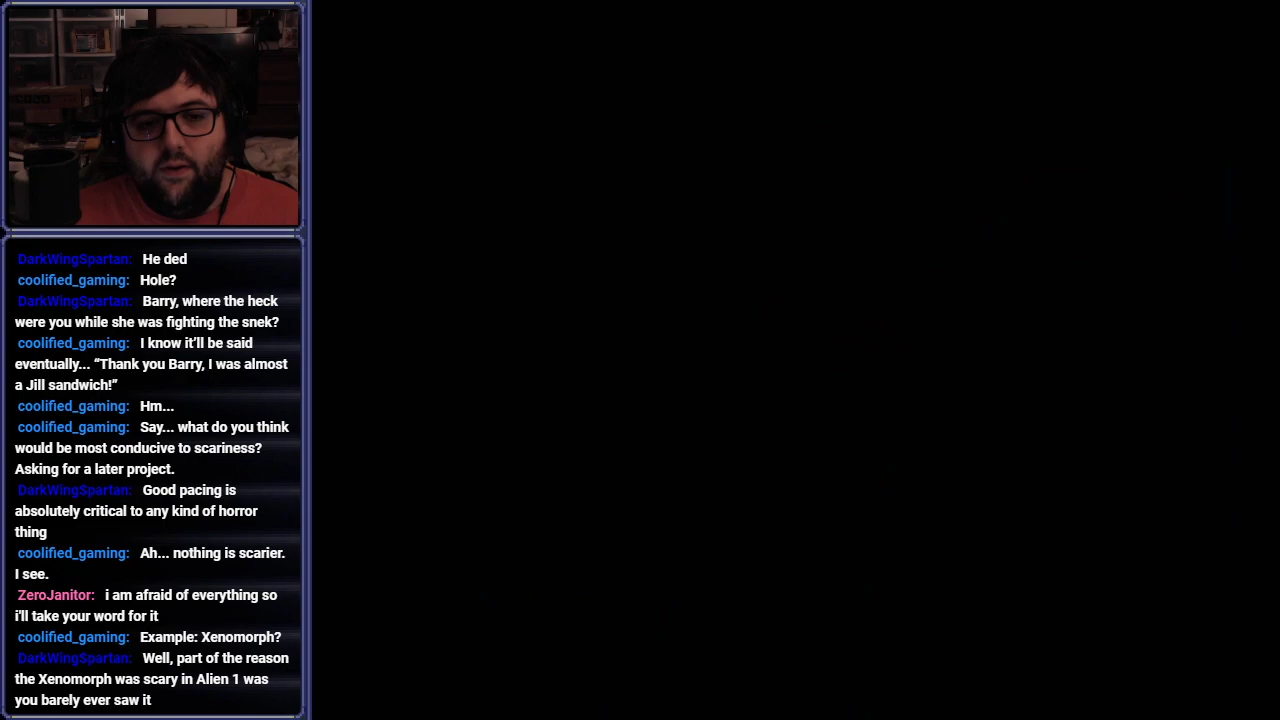 DarkWingSpartan: He ded
coolified_gaming: Hole?
DarkWingSpartan: Barry, where the heck
were you while she was fighting the snek?
coolified_gaming: I know it’ll be said
eventually... “Thank you Barry, I was almost
a Jill sandwich!”
coolified_gaming: Hm...
coolified_gaming: Say... what do you think
would be most conducive to scariness?
Asking for a later project.
DarkWingSpartan: Good pacing is
absolutely critical to any kind of horror
thing
coolified_gaming: Ah... nothing is scarier.
I see.
ZeroJanitor: i am afraid of everything so
i'll take your word for it
coolified_gaming: Example: Xenomorph?
DarkWingSpartan: Well, part of the reason
the Xenomorph was scary in Alien 1 was
you barely ever saw it